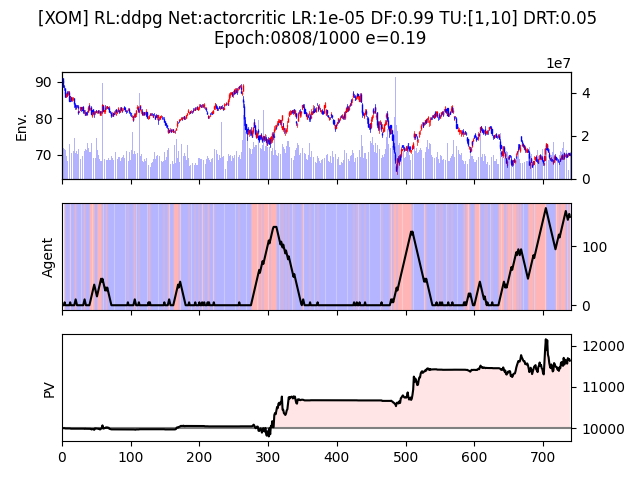 [XOM] RL:ddpg Net:actorcritic LR:1e-05 DF:0.99 TU:[1,10] DRT:0.05
Epoch:0808/1000 e=0.19
1e7
Env.
90
80
70
4
2
0
Agent
100
0
PV
12000
11000
10000
0 100 200 300 400 500 600 700